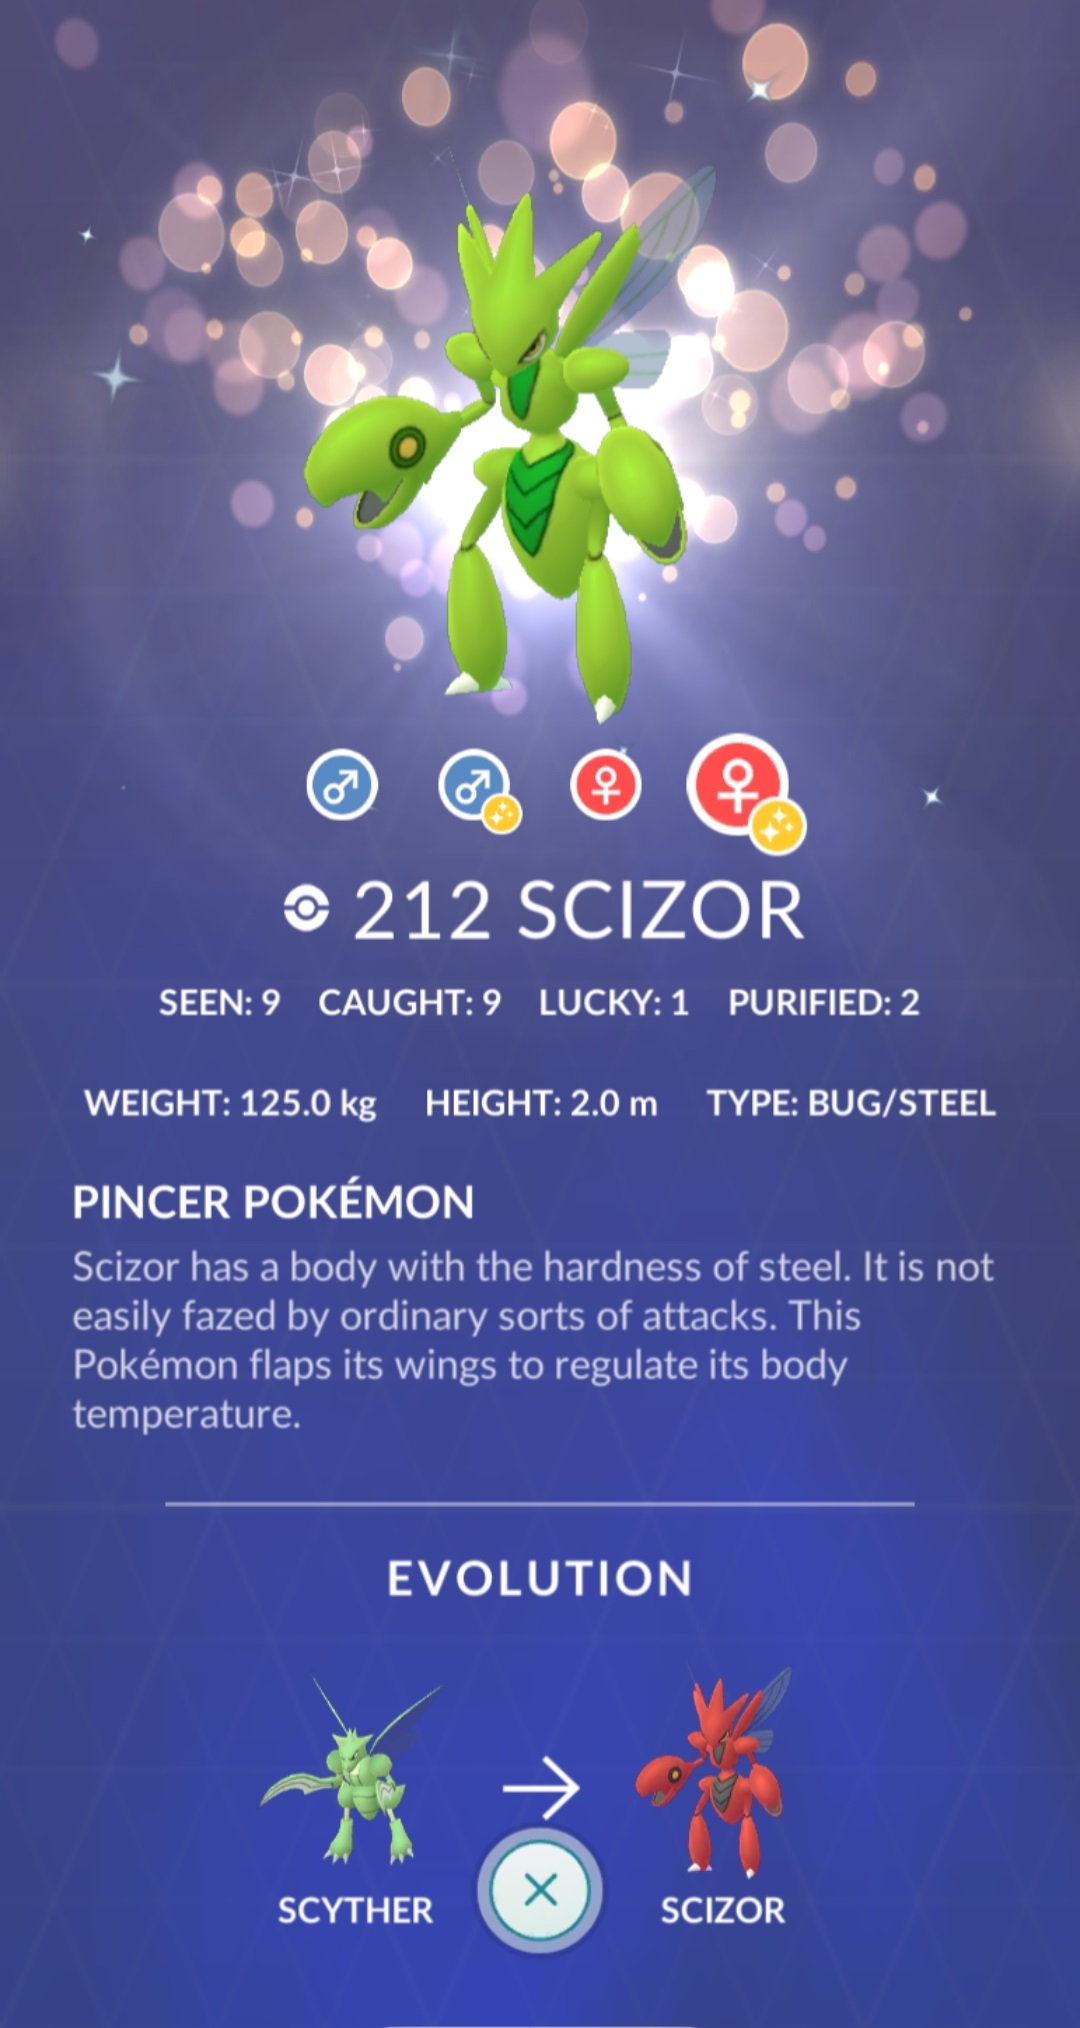 212 SCIZOR
SEEN: 9 CAUGHT: 9 LUCKY: 1 PURIFIED: 2
WEIGHT: 125.0 kg HEIGHT: 2.0 m TYPE: BUG/STEEL
PINCER POKÉMON
Scizor has a body with the hardness of steel. It is not
easily fazed by ordinary sorts of attacks. This
Pokémon flaps its wings to regulate its body
temperature.
EVOLUTION
SCYTHER SCIZOR